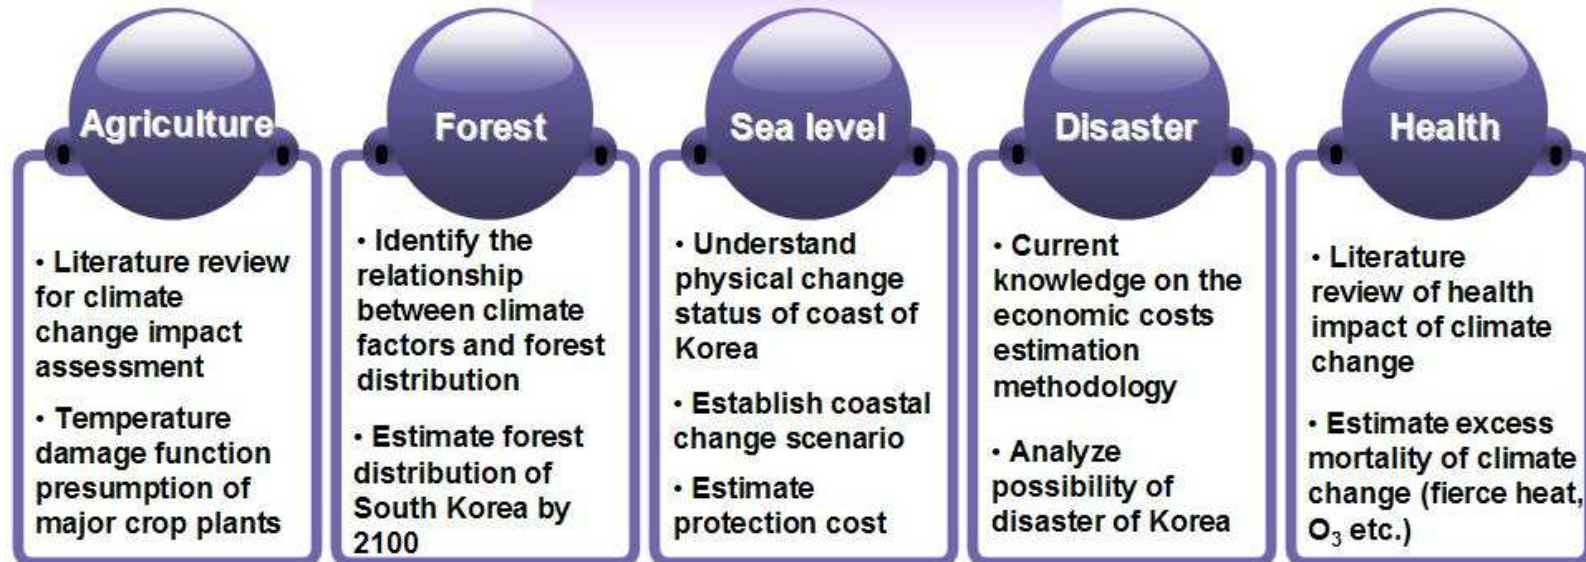 Agriculture
• Literature review
for climate
change impact
assessment
• Temperature
damage function
presumption of
major crop plants
Forest
• Identify the
relationship
between climate
factors and forest
distribution
• Estimate forest
distribution of
South Korea by
2100
Sea level
• Understand
physical change
status of coast of
Korea
• Establish coastal
change scenario
• Estimate
protection cost
Disaster
• Current
knowledge on the
economic costs
estimation
methodology
• Analyze
possibility of
disaster of Korea
Health
• Literature
review of health
impact of climate
change
• Estimate excess
mortality of climate
change (fierce heat,
O₃ etc.)